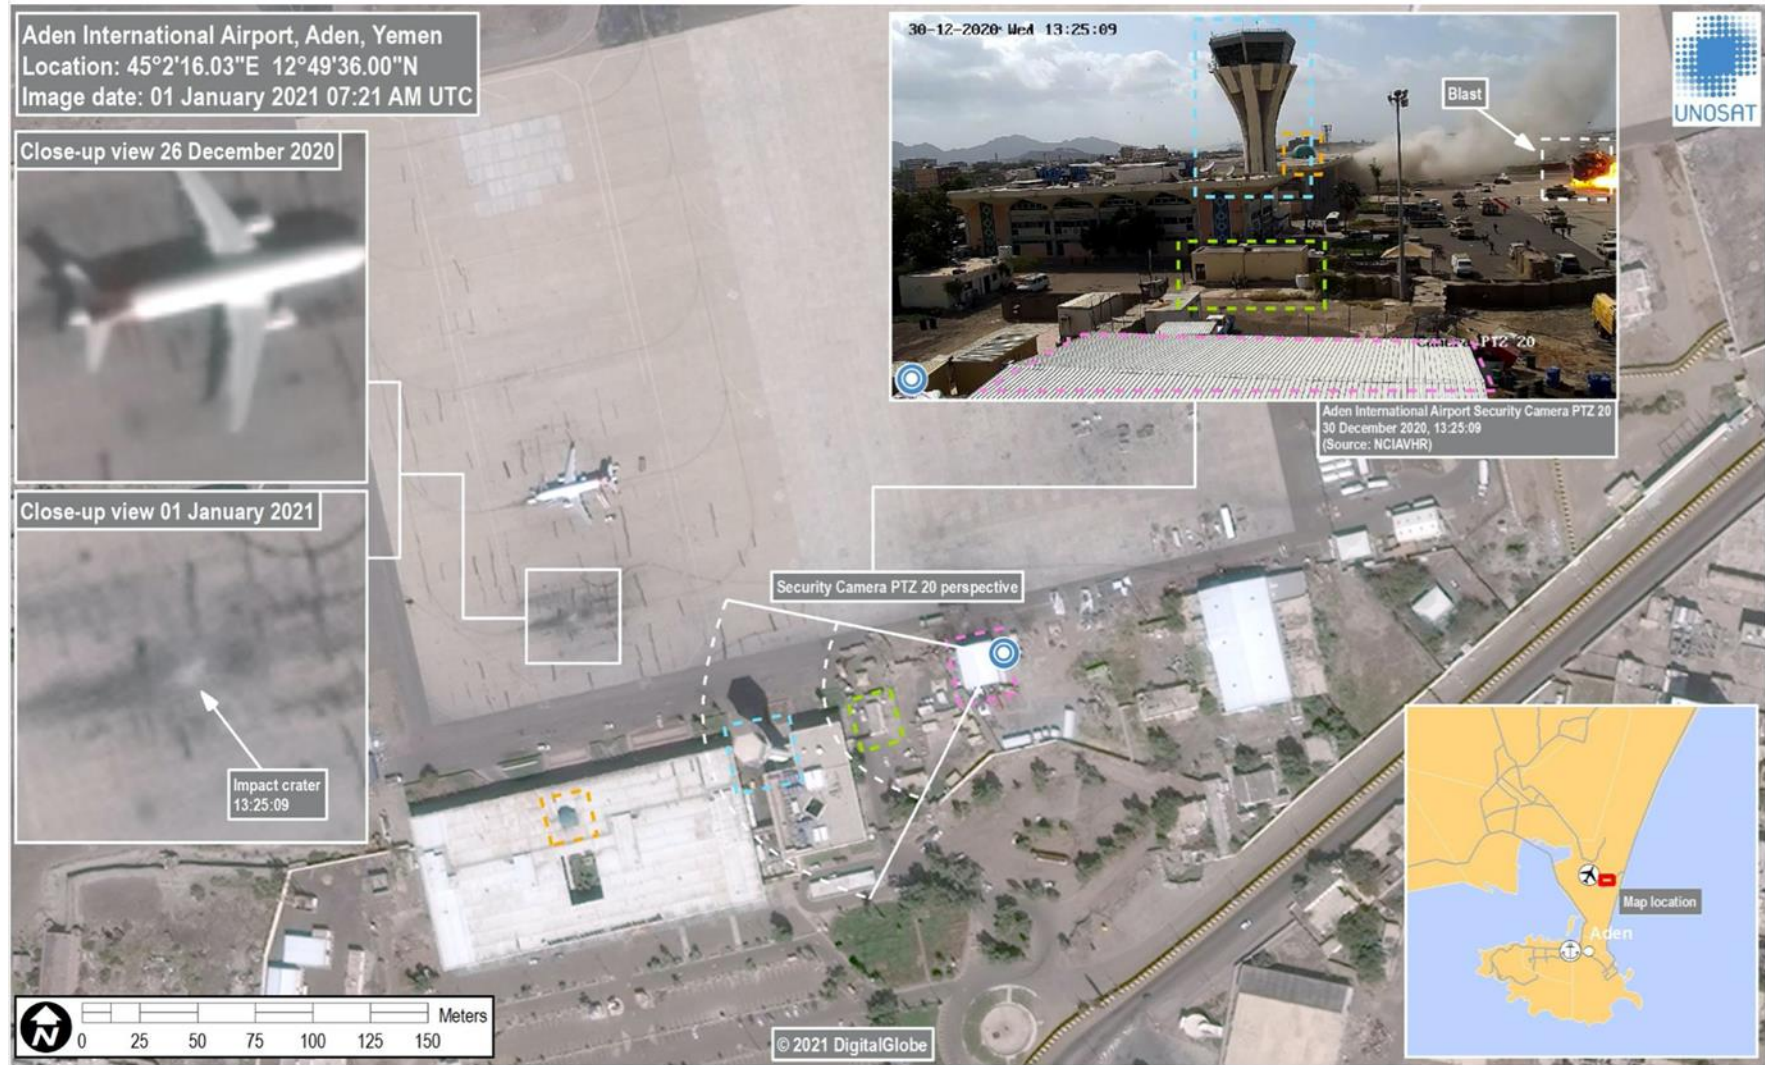 Aden International Airport, Aden, Yemen
Location: 45°2'16.03"E 12°49'36.00"N
Image date: 01 January 2021 07:21 AM UTC
30-12-2020 Wed 13:25:09
Blast
UNOSAT
Close-up view 26 December 2020
Camera PTZ 20
Aden International Airport Security Camera PTZ 20
30 December 2020, 13:25:09
(Source: NCIAVHR)
Close-up view 01 January 2021
Security Camera PTZ 20 perspective
Impact crater
13:25:09
Map location
Aden
N
Meters
0 25 50 75 100 125 150
© 2021 DigitalGlobe